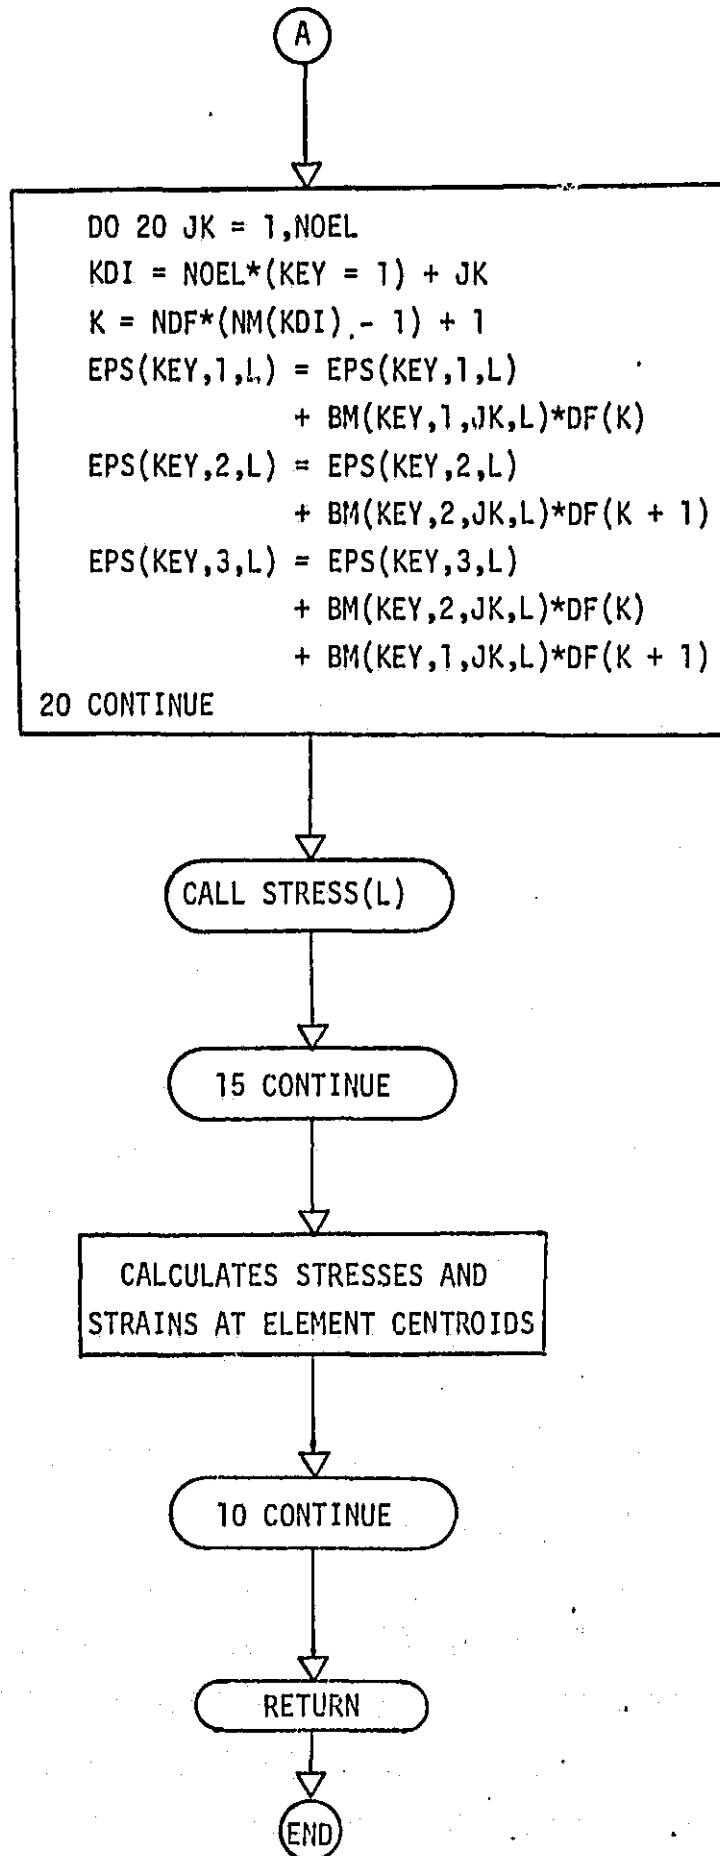 A
DO 20 JK = 1,NOEL
KDI = NOEL*(KEY = 1) + JK
K = NDF*(NM(KDI) - 1) + 1
EPS(KEY,1,L) = EPS(KEY,1,L)
+ BM(KEY,1,JK,L)*DF(K)
EPS(KEY,2,L) = EPS(KEY,2,L)
+ BM(KEY,2,JK,L)*DF(K + 1)
EPS(KEY,3,L) = EPS(KEY,3,L)
+ BM(KEY,2,JK,L)*DF(K)
+ BM(KEY,1,JK,L)*DF(K + 1)
20 CONTINUE
CALL STRESS(L)
15 CONTINUE
CALCULATES STRESSES AND
STRAINS AT ELEMENT CENTROIDS
10 CONTINUE
RETURN
END